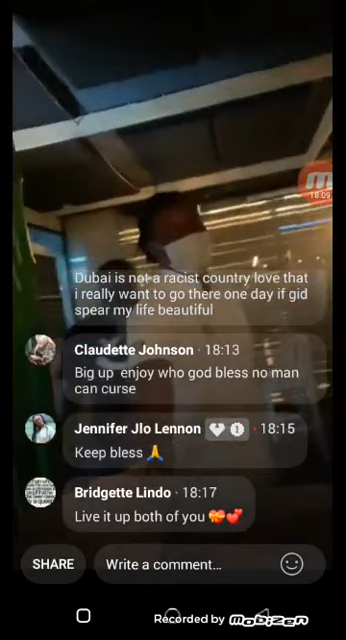 18:09
Dubai is not a racist country love that
i really want to go there one day if gid
spear my life beautiful
Claudette Johnson · 18:13
Big up enjoy who god bless no man
can curse
Jennifer Jlo Lennon · 18:15
Keep bless 🙏
Bridgette Lindo · 18:17
Live it up both of you 💝💕
SHARE
Write a comment...
Recorded by mobizen